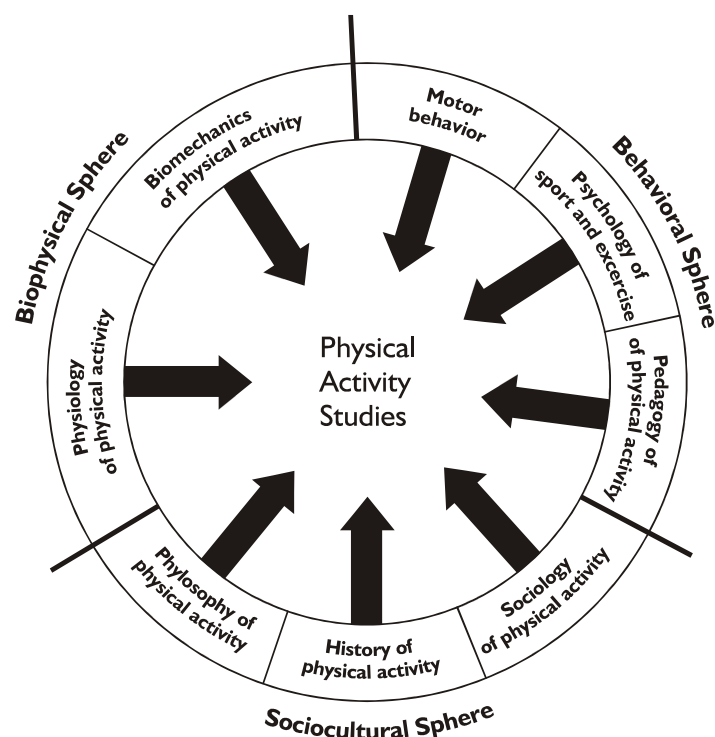 Motor
behavior
Psychology of
sport and excercise
Pedagogy of
of physical activity
Sociology
of physical activity
History of
physical activity
Phylosophy of
physical activity
Physiology
of physical activity
Biomechanics
of physical activity
Biophysical Sphere
Behavioral Sphere
Sociocultural Sphere
Physical
Activity
Studies